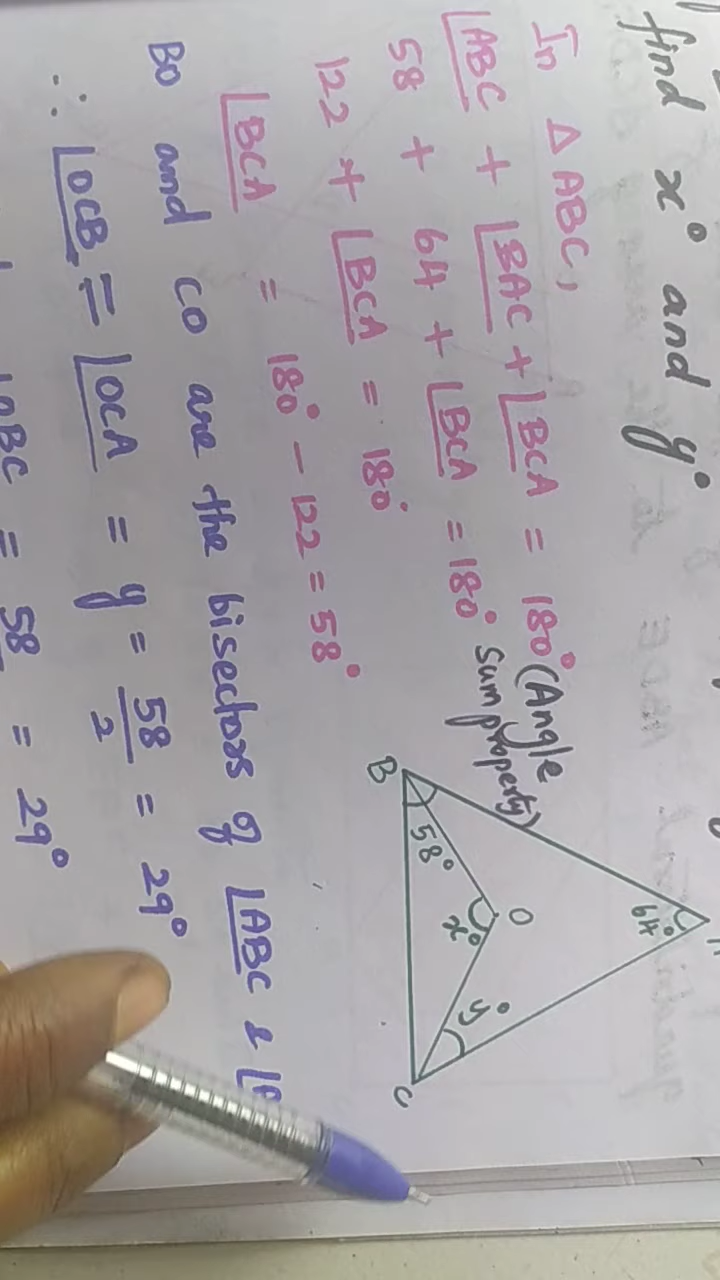 find x° and y°
In △ ABC,
∠ABC + ∠BAC + ∠BCA = 180° (Angle
sum property)
58 + 64 + ∠BCA = 180°
122 + ∠BCA = 180°
∠BCA = 180° - 122 = 58°
BO and CO are the bisectors of ∠ABC &
∴ ∠OCB = ∠OCA = y = 58/2 = 29°
OBC = 58 = 29°
64°
O
B
58°
x°
y°
C